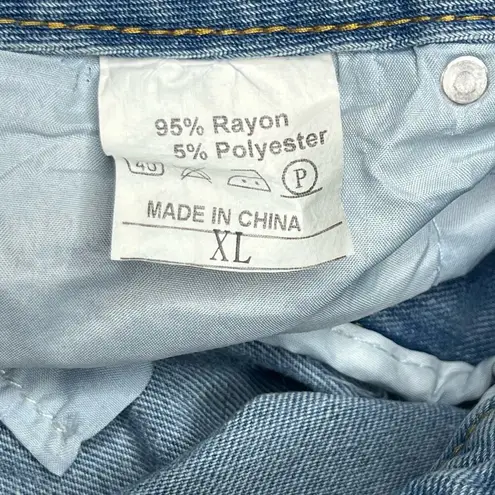 95% Rayon
5% Polyester
40 P
MADE IN CHINA
XL